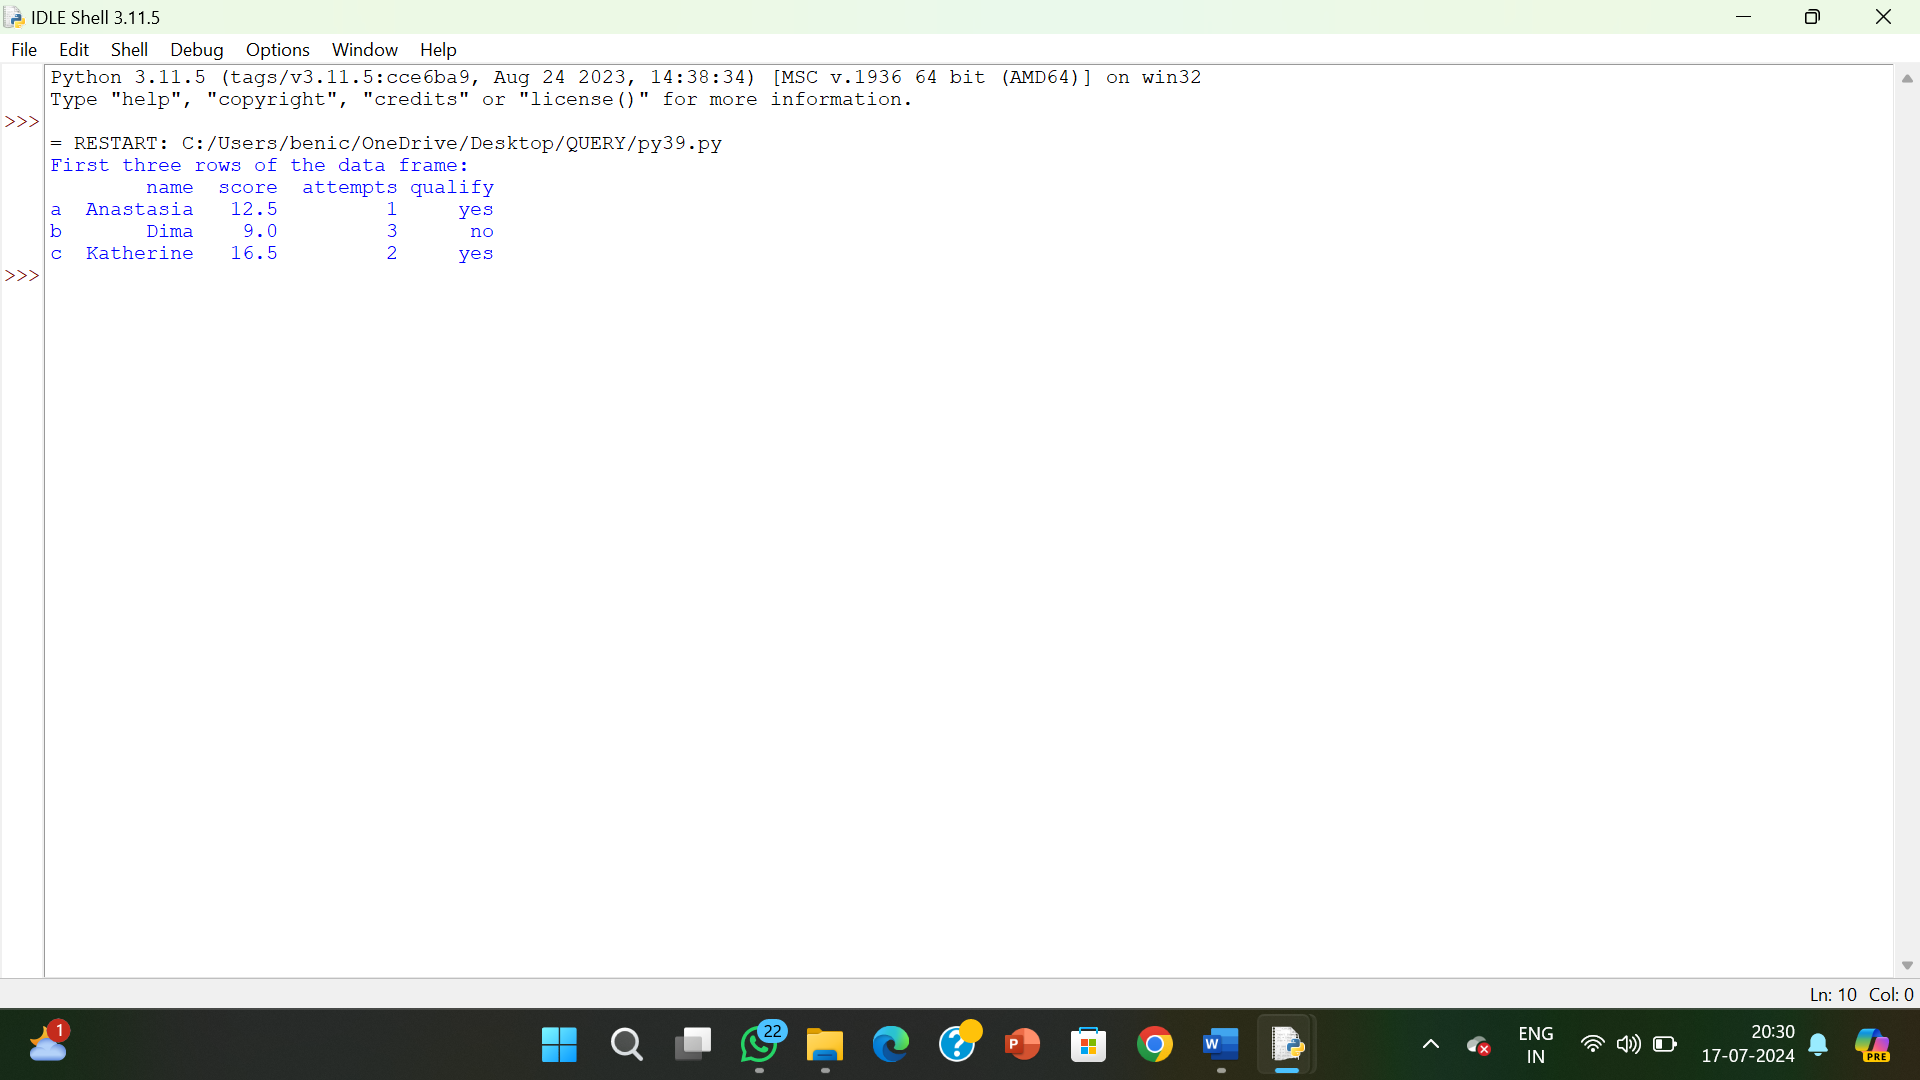 IDLE Shell 3.11.5
File Edit Shell Debug Options Window Help
Python 3.11.5 (tags/v3.11.5:cce6ba9, Aug 24 2023, 14:38:34) [MSC v.1936 64 bit (AMD64)] on win32
Type "help", "copyright", "credits" or "license()" for more information.
>>>
= RESTART: C:/Users/benic/OneDrive/Desktop/QUERY/py39.py
First three rows of the data frame:
        name  score  attempts qualify
a  Anastasia   12.5         1     yes
b       Dima    9.0         3      no
c  Katherine   16.5         2     yes
>>>
Ln: 10 Col: 0
1
22
P
W
ENG
IN
20:30
17-07-2024
PRE